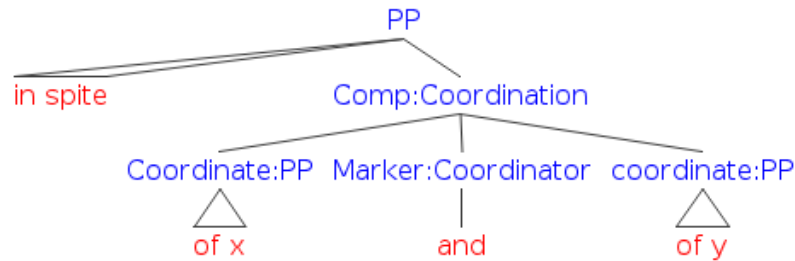 PP
in spite Comp:Coordination
Coordinate:PP Marker:Coordinator coordinate:PP
of x and of y